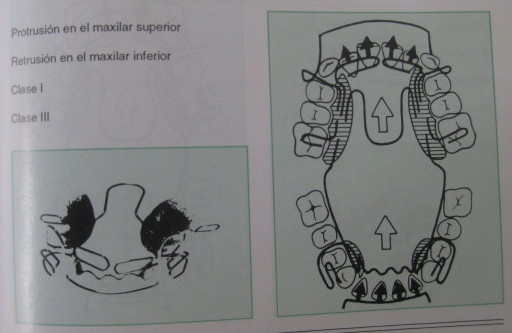 Protrusión en el maxilar superior
Retrusión en el maxilar inferior
Clase I
Clase III